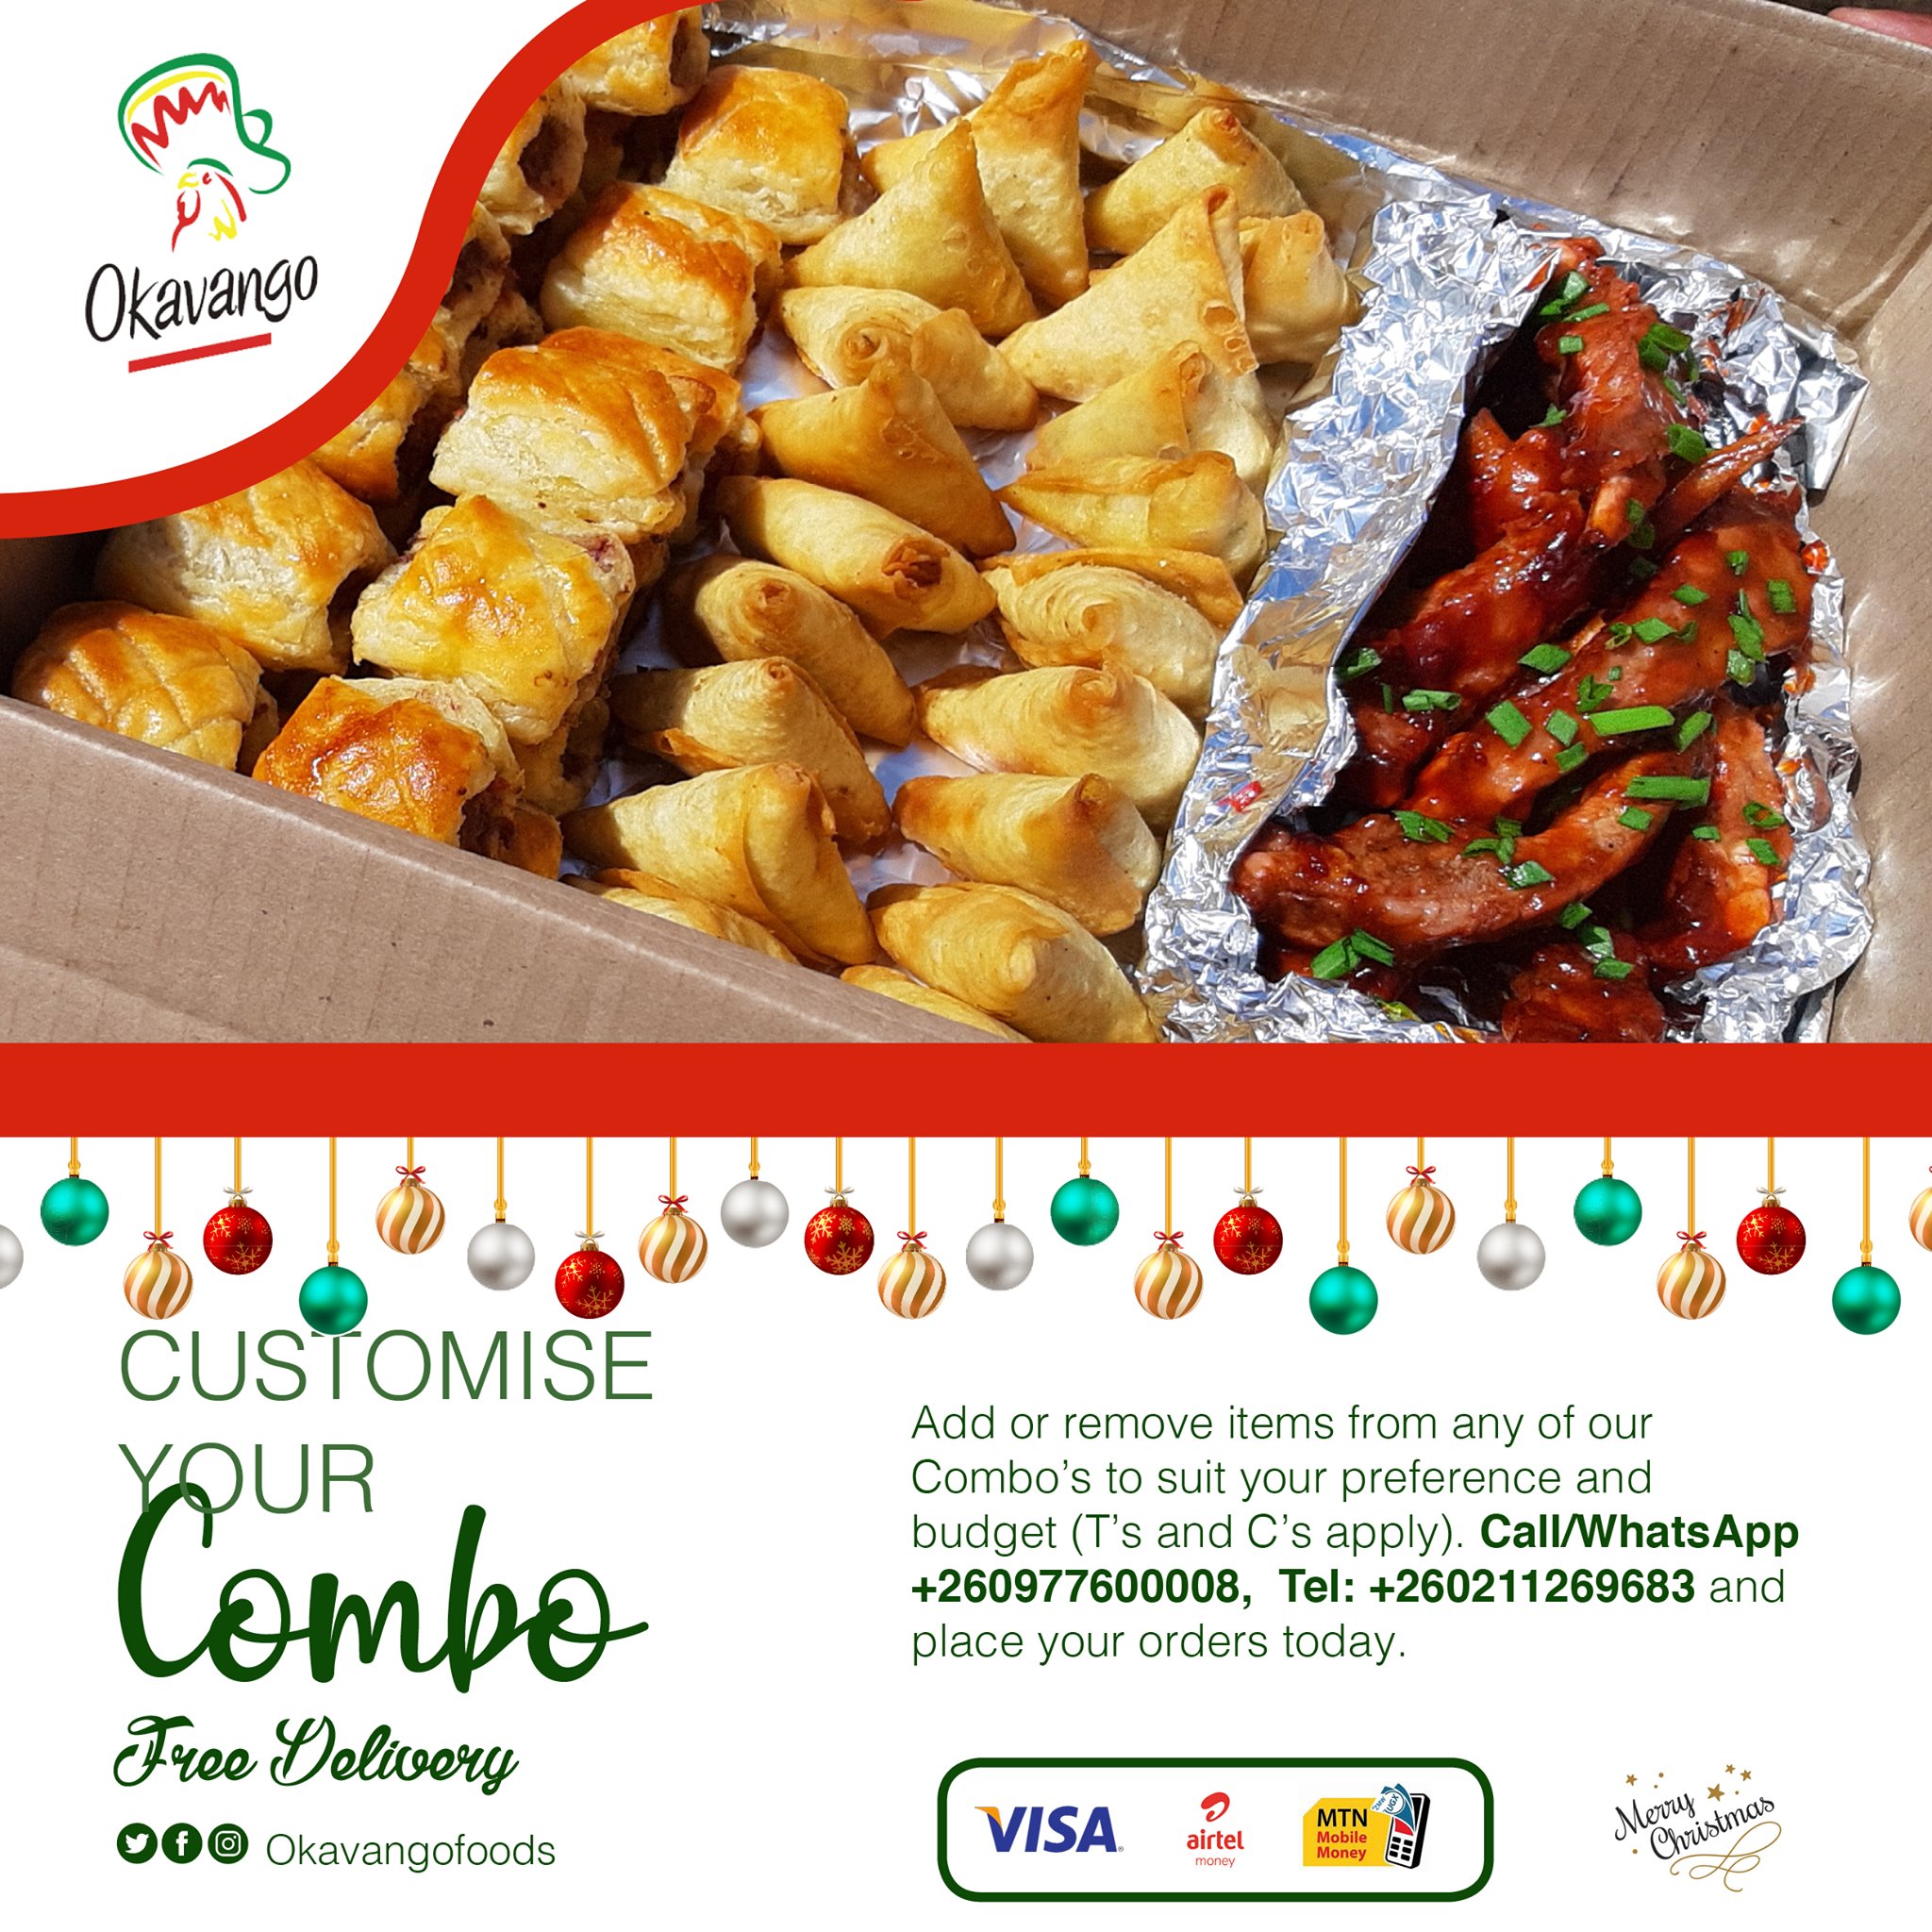 Okavango
CUSTOMISE
YOUR
Combo
Free Delivery
Okavangofoods
Add or remove items from any of our
Combo's to suit your preference and
budget (T's and C's apply). Call/WhatsApp
+260977600008, Tel: +260211269683 and
place your orders today.
VISA
airtel
money
MTN
Mobile
Money
ZMW
UGX
Merry
Christmas